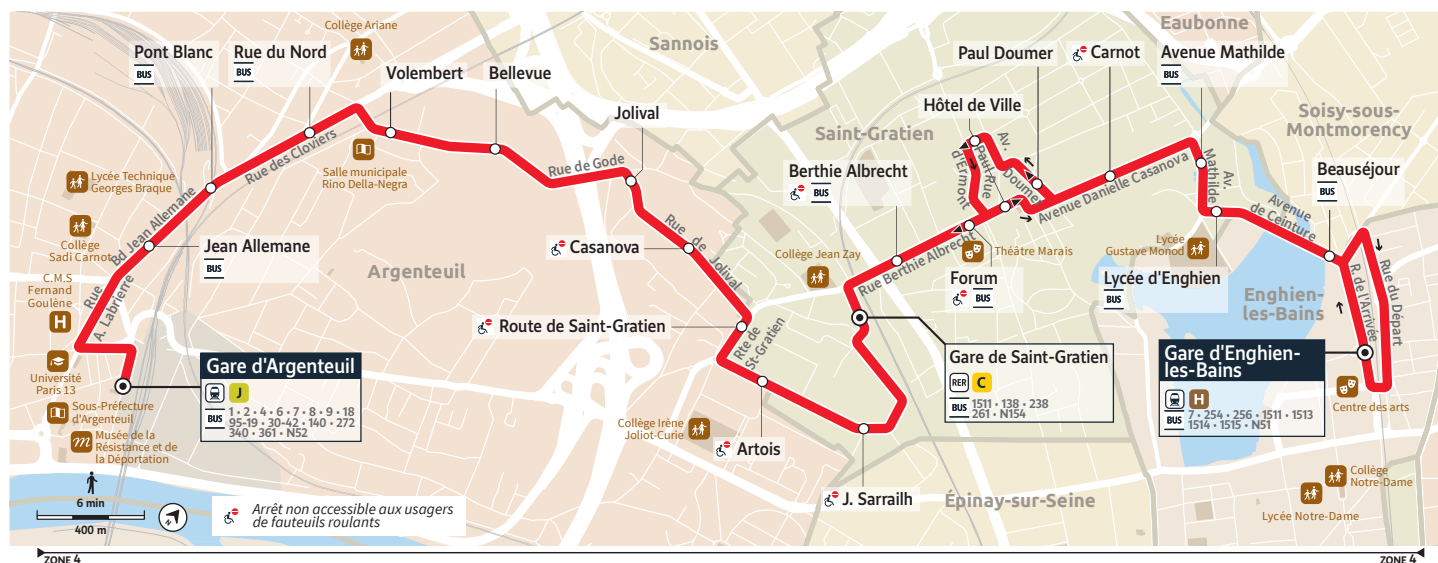 Collège Ariane
Eaubonne
Sannois
Pont Blanc
BUS
Rue du Nord
BUS
Volembert
Bellevue
Paul Doumer
Carnot
Avenue Mathilde
BUS
Jolival
Hôtel de Ville
Soisy-sous-
Montmorency
Saint-Gratien
Rue des Cloviers
Salle municipale
Rino Della-Negra
Rue de Gode
Berthie Albrecht
BUS
Av.
Paul
Doumer
Rue
d'Ermont
Avenue Danielle Casanova
Av.
Mathilde
Beauséjour
BUS
Lycée Technique
Georges Braque
Bd Jean Allemane
Collège
Sadi Carnot
Jean Allemane
BUS
Casanova
Rue de
Jolival
Collège Jean Zay
Rue Berthie Albrecht
Théâtre Marais
Lycée
Gustave Monod
Avenue
de Ceinture
C.M.S
Fernand
Goulène
H
Rue
A. Labrierre
Argenteuil
Forum
BUS
Lycée d'Enghien
BUS
Enghien-
les-Bains
R. de l'Arrivée
Rue du Départ
Route de Saint-Gratien
Rte de
St-Gratien
Université
Paris 13
Gare d'Argenteuil
J
BUS
1 • 2 • 4 • 6 • 7 • 8 • 9 • 18
95-19 • 30-42 • 140 • 272
340 • 361 • N52
Gare de Saint-Gratien
RER C
BUS
1511 • 138 • 238
261 • N154
Gare d'Enghien-
les-Bains
H
BUS
7 • 254 • 256 • 1511 • 1513
1514 • 1515 • N51
Centre des arts
Sous-Préfecture
d'Argenteuil
m
Musée de la
Résistance et de
la Déportation
Collège Irène
Joliot-Curie
Artois
J. Sarrailh
Épinay-sur-Seine
Collège
Notre-Dame
Lycée Notre-Dame
6 min
400 m
N
Arrêt non accessible aux usagers
de fauteuils roulants
ZONE 4
ZONE 4